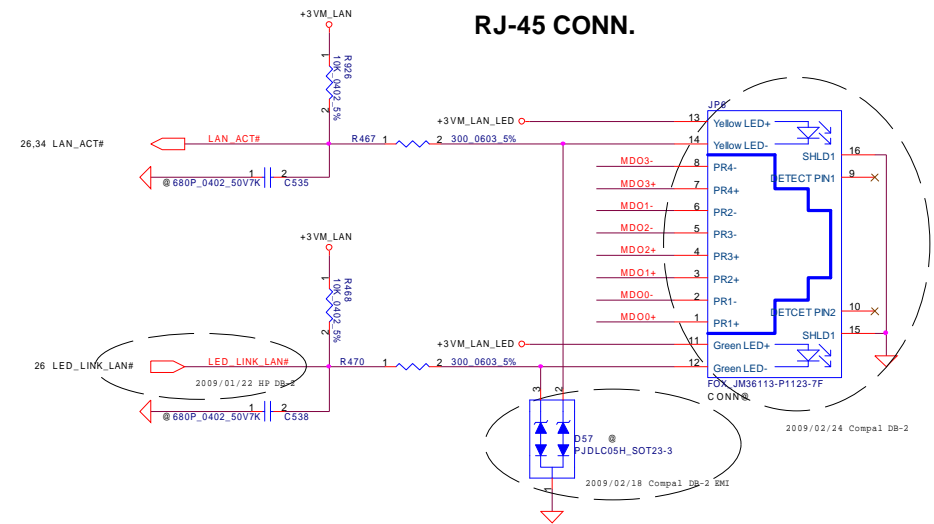 RJ-45 CONN.
+3VM_LAN
1
R926
10K_0402_5%
2
26,34 LAN_ACT#
LAN_ACT#
R467 1 2 300_0603_5%
1 2
@680P_0402_50V7K C535
+3VM_LAN
1
R468
10K_0402_5%
2
26 LED_LINK_LAN#
LED_LINK_LAN#
2009/01/22 HP DB-2
R470 1 2 300_0603_5%
1 2
@680P_0402_50V7K C538
+3VM_LAN_LED
+3VM_LAN_LED
JP6
13 Yellow LED+
14 Yellow LED-
MDO3- 8 PR4-
MDO3+ 7 PR4+
MDO1- 6 PR2-
MDO2- 5 PR3-
MDO2+ 4 PR3+
MDO1+ 3 PR2+
MDO0- 2 PR1-
MDO0+ 1 PR1+
11 Green LED+
12 Green LED-
SHLD1 16
DETECT PIN1 9
DETCET PIN2 10
SHLD1 15
FOX_JM36113-P1123-7F
CONN@
2009/02/24 Compal DB-2
3 2
D57 @
PJDLC05H_SOT23-3
1
2009/02/18 Compal DB-2 EMI